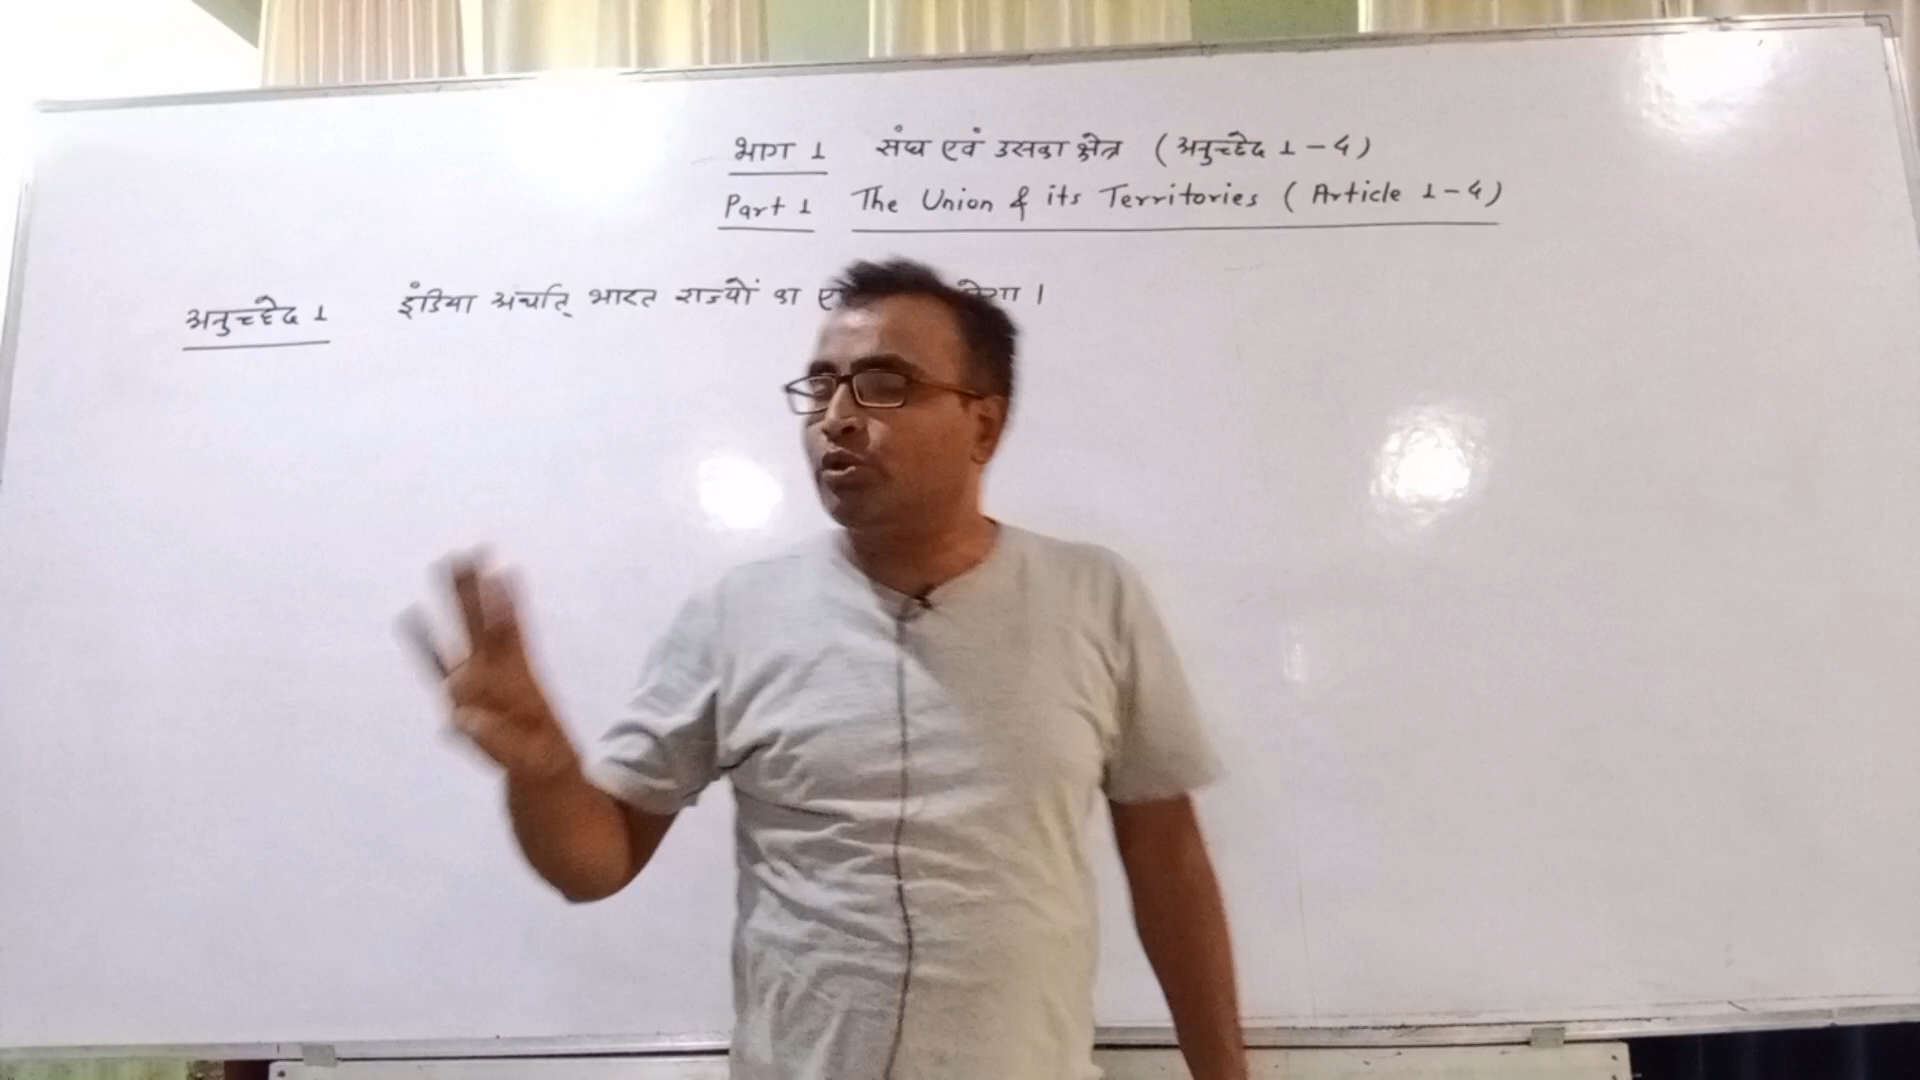 भाग 1 संघ एवं उसका क्षेत्र (अनुच्छेद 1-4)
Part 1 The Union & its Territories (Article 1-4)
अनुच्छेद 1 इंडिया अर्थात् भारत राज्यों का